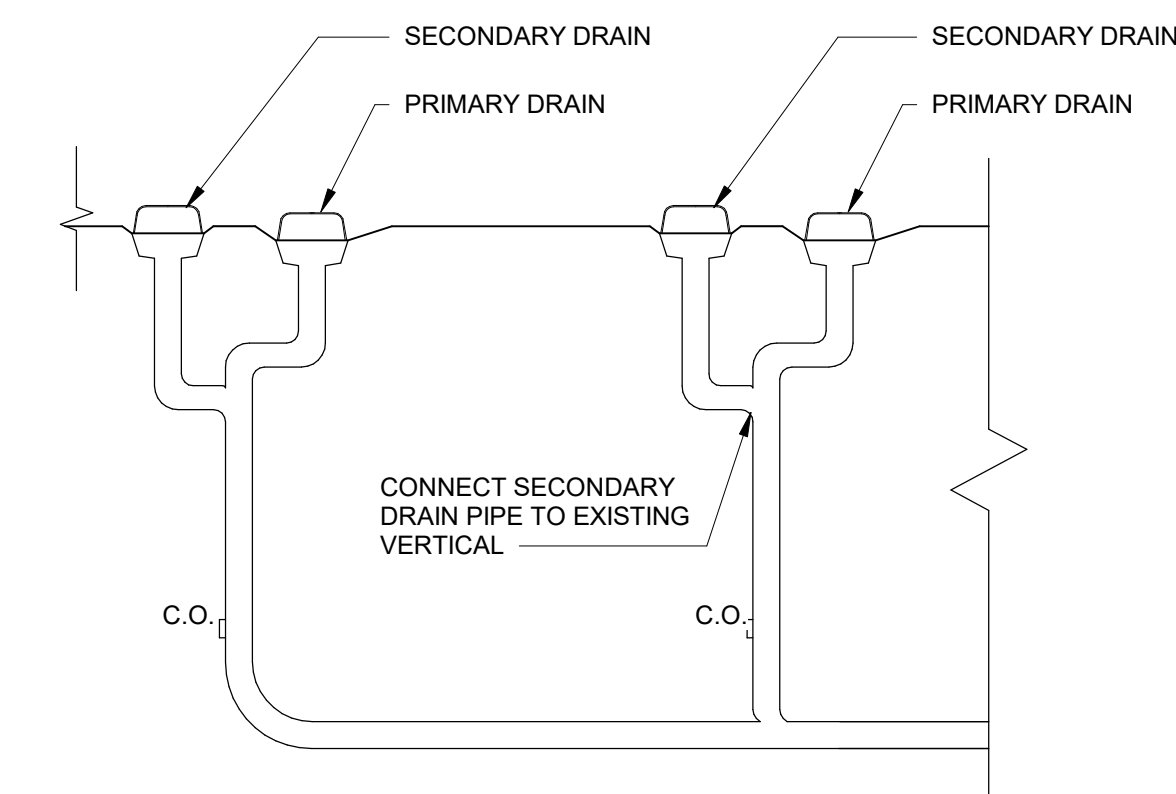 SECONDARY DRAIN
SECONDARY DRAIN
PRIMARY DRAIN
PRIMARY DRAIN
CONNECT SECONDARY
DRAIN PIPE TO EXISTING
VERTICAL
C.O.
C.O.